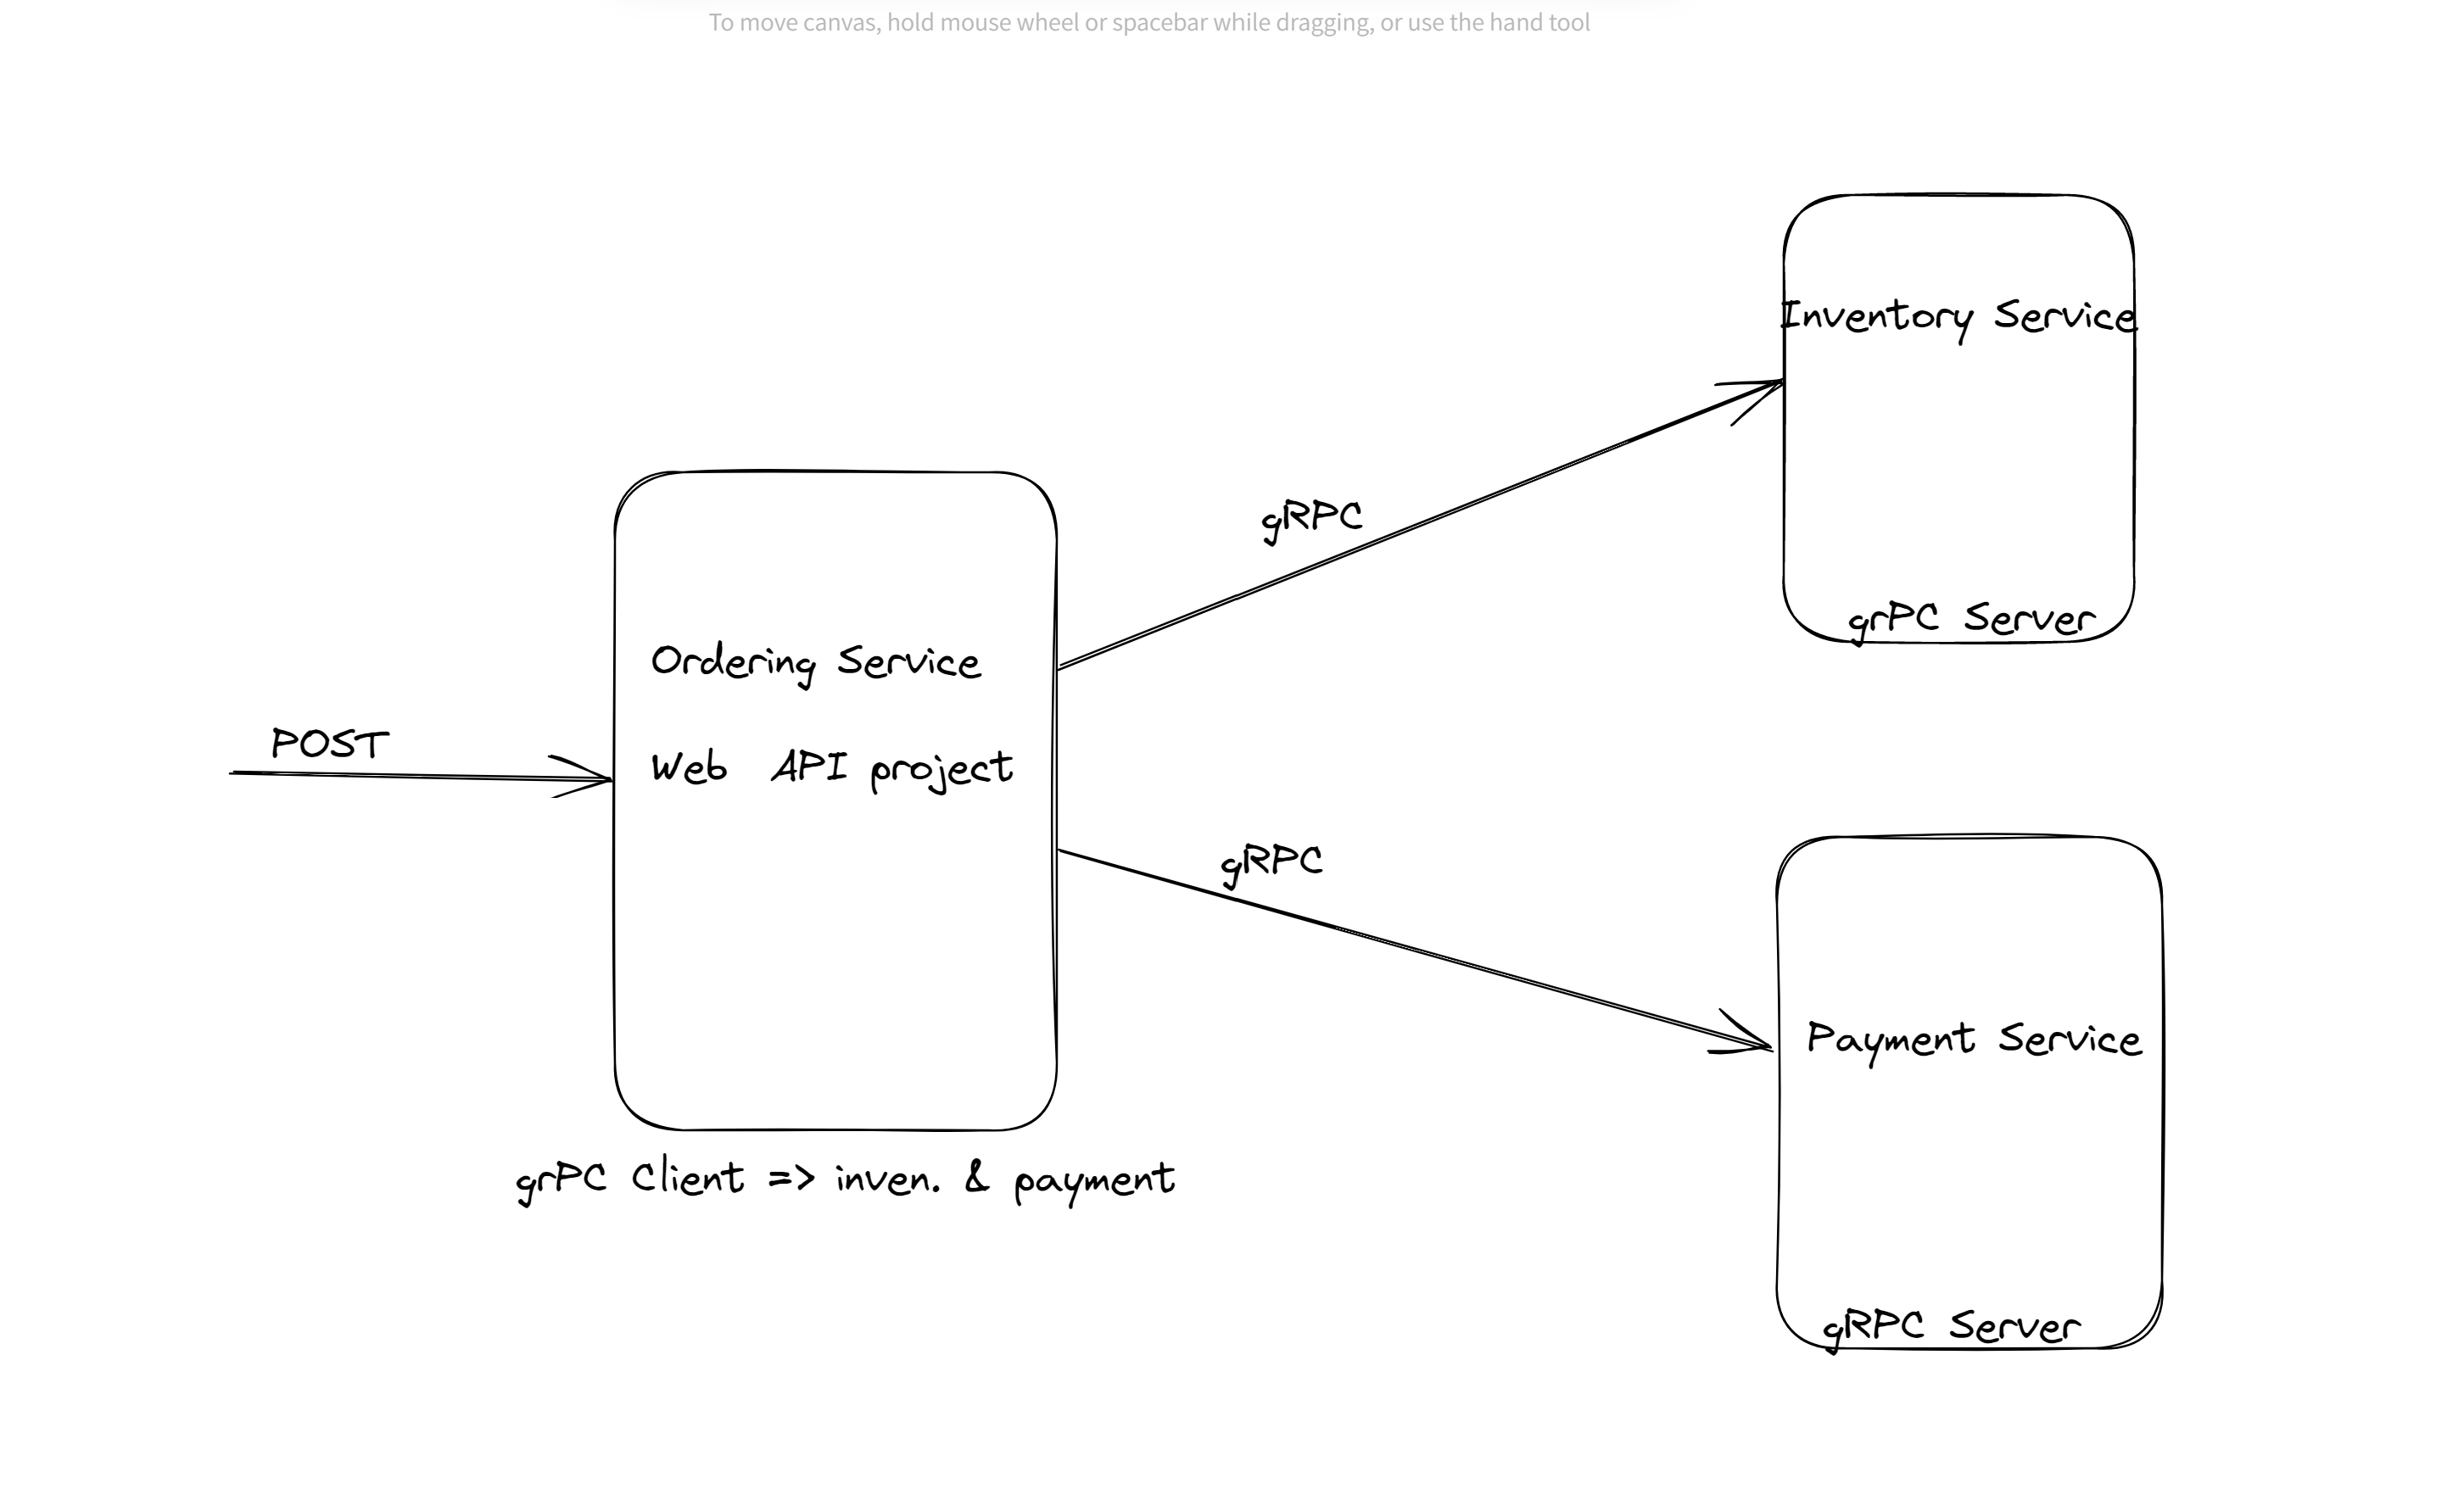 To move canvas, hold mouse wheel or spacebar while dragging, or use the hand tool
Inventory Service
gRPC
grPC Server
Ordering Service
POST
Web API project
gRPC
Payment Service
grPC Client => inven. & payment
gRPC Server